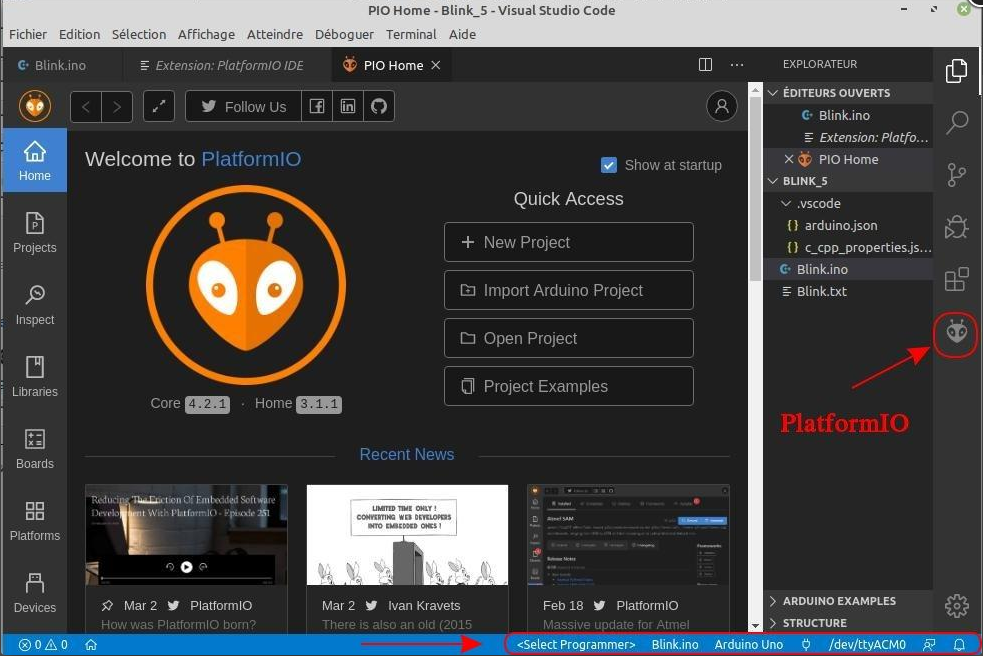 PIO Home - Blink_5 - Visual Studio Code
Fichier Edition Sélection Affichage Atteindre Déboguer Terminal Aide
Blink.ino
Extension: PlatformIO IDE
PIO Home
EXPLORATEUR
Follow Us
Home
Projects
Inspect
Libraries
Boards
Platforms
Devices
Welcome to PlatformIO
Show at startup
Quick Access
New Project
Import Arduino Project
Open Project
Project Examples
Core 4.2.1 · Home 3.1.1
Recent News
Reducing The Friction Of Embedded Software
Development With PlatformIO - Episode 251
LIMITED TIME ONLY !
CONVERTING WEB DEVELOPERS
INTO EMBEDDED ONES !
Atmel SAM
Release Notes
Mar 2 PlatformIO
How was PlatformIO born?
Mar 2 Ivan Kravets
There is also an old (2015
Feb 18 PlatformIO
Massive update for Atmel
ÉDITEURS OUVERTS
Blink.ino
Extension: Platfo...
PIO Home
BLINK_5
.vscode
{} arduino.json
{} c_cpp_properties.js...
Blink.ino
Blink.txt
PlatformIO
ARDUINO EXAMPLES
STRUCTURE
0 0
<Select Programmer> Blink.ino Arduino Uno /dev/ttyACM0